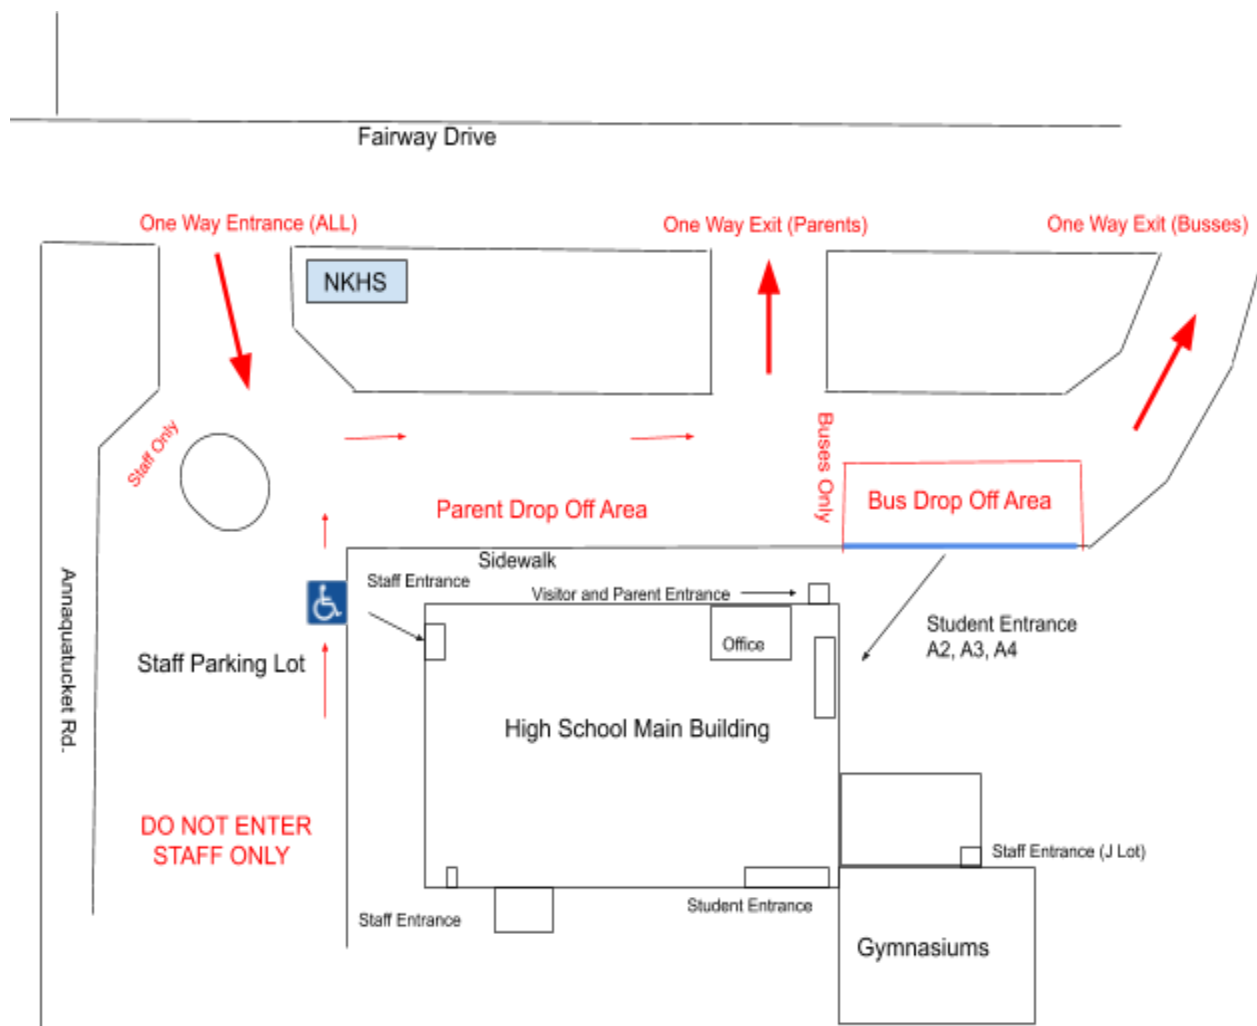 Fairway Drive
One Way Entrance (ALL)
One Way Exit (Parents)
One Way Exit (Busses)
NKHS
Staff Only
Buses Only
Parent Drop Off Area
Bus Drop Off Area
Sidewalk
Staff Entrance
Visitor and Parent Entrance
Student Entrance
A2, A3, A4
Office
Staff Parking Lot
Annaquatucket Rd.
High School Main Building
DO NOT ENTER
STAFF ONLY
Staff Entrance (J Lot)
Student Entrance
Staff Entrance
Gymnasiums